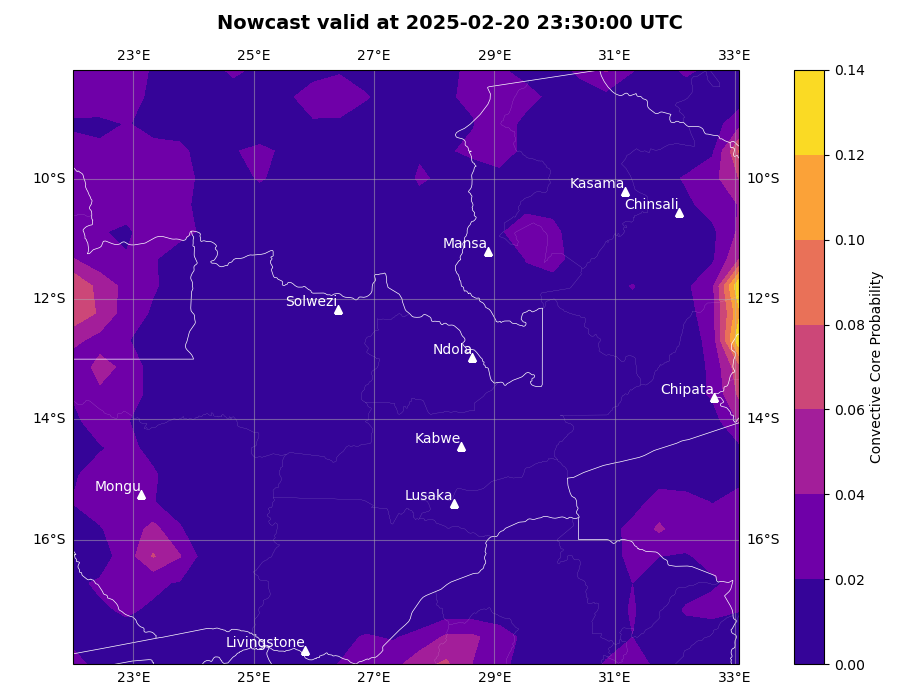 Nowcast valid at 2025-02-20 23:30:00 UTC
23°E 25°E 27°E 29°E 31°E 33°E
0.14
0.12
10°S Kasama 10°S
Chinsali
Mansa
0.10
12°S Solwezi 12°S
0.08
Ndola
Chipata
Convective Core Probability
0.06
14°S 14°S
Kabwe
Mongu
Lusaka
0.04
16°S 16°S
0.02
Livingstone
0.00
23°E 25°E 27°E 29°E 31°E 33°E